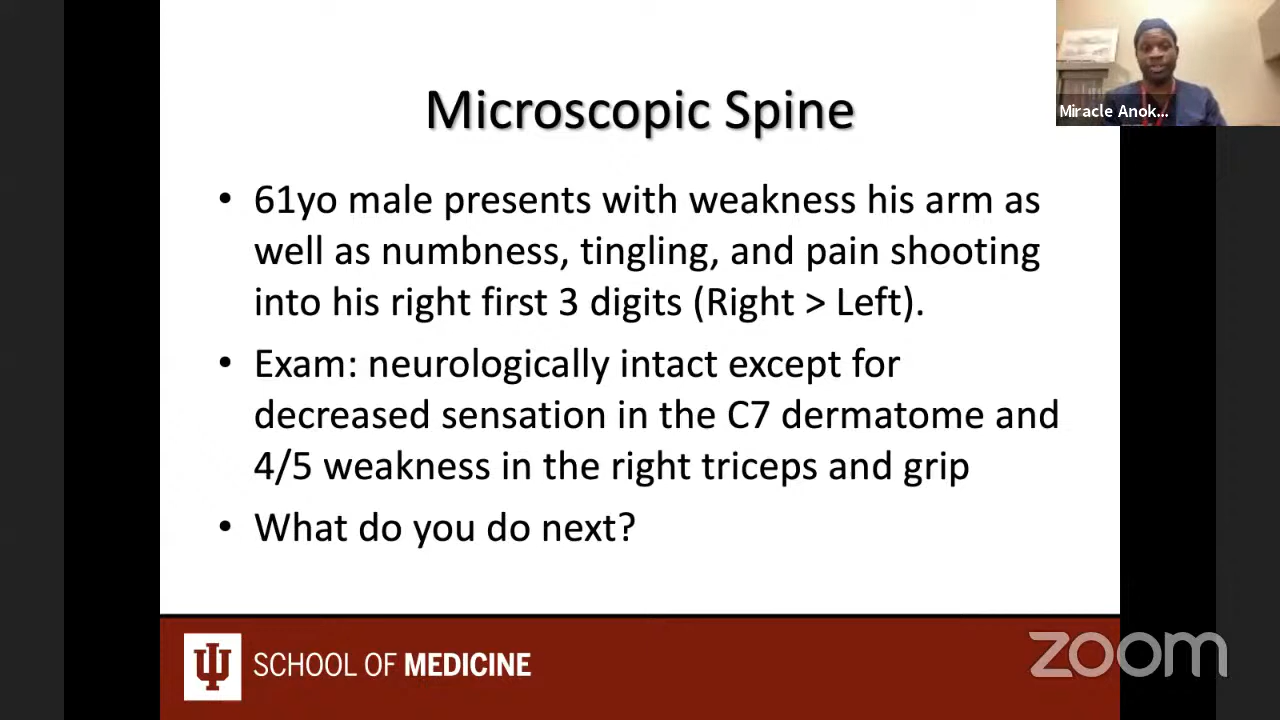 Microscopic Spine
Miracle Anok...
• 61yo male presents with weakness his arm as
well as numbness, tingling, and pain shooting
into his right first 3 digits (Right > Left).
• Exam: neurologically intact except for
decreased sensation in the C7 dermatome and
4/5 weakness in the right triceps and grip
• What do you do next?
SCHOOL OF MEDICINE
zoom